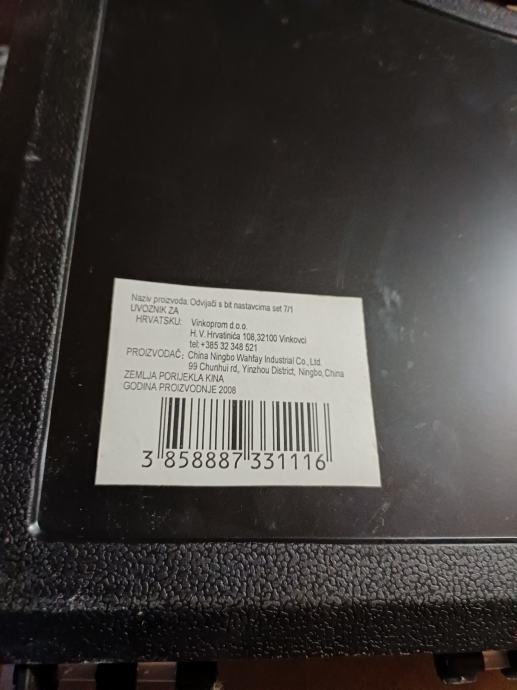 Naziv proizvoda: Odvijači s bit nastavcima set 7/1
UVOZNIK ZA
HRVATSKU: Vinkoprom d.o.o.
H. V. Hrvatinića 108,32100 Vinkovci
tel:+385 32 348 521
PROIZVOĐAČ: China Ningbo Wahfay Industrial Co., Ltd.
99 Chunhui rd, Yinzhou District, Ningbo, China
ZEMLJA PORIJEKLA KINA
GODINA PROIZVODNJE 2008
3 858887 331116